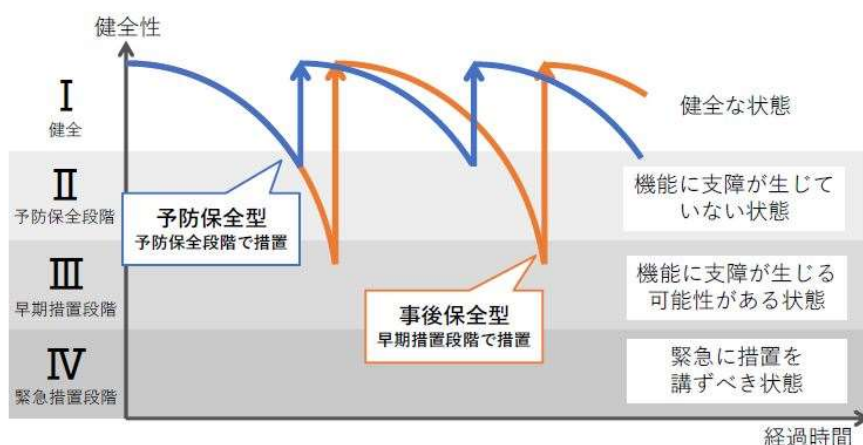 健全性
Ⅰ
健全
健全な状態
Ⅱ
予防保全段階
予防保全型
予防保全段階で措置
機能に支障が生じて
いない状態
Ⅲ
早期措置段階
事後保全型
早期措置段階で措置
機能に支障が生じる
可能性がある状態
Ⅳ
緊急措置段階
緊急に措置を
講ずべき状態
経過時間